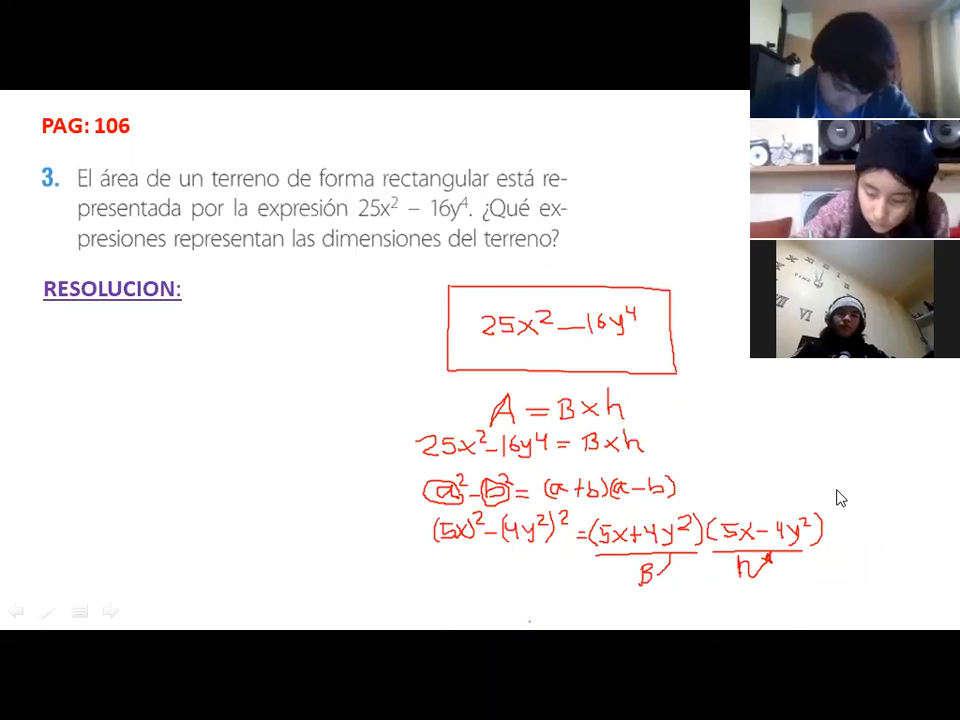 PAG: 106
3. El área de un terreno de forma rectangular está re-
presentada por la expresión 25x² – 16y⁴. ¿Qué ex-
presiones representan las dimensiones del terreno?
RESOLUCION:
25x² – 16y⁴
A = B x h
25x² – 16y⁴ = B x h
a² – b² = (a + b)(a – b)
(5x)² – (4y²)² = (5x + 4y²)(5x – 4y²)
B h